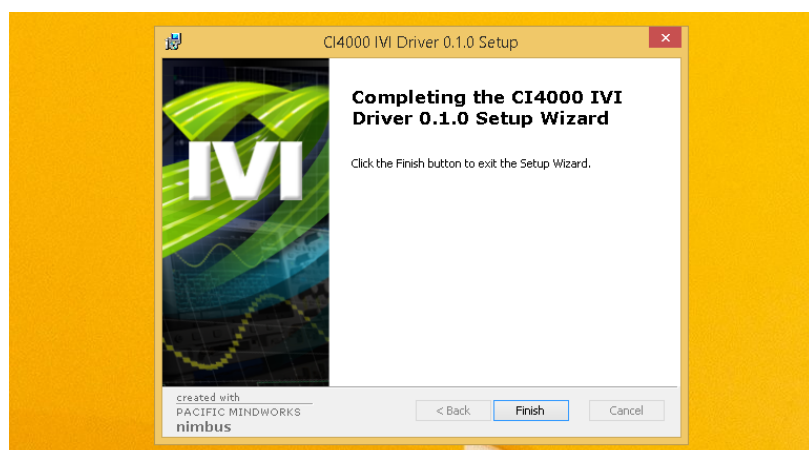 CI4000 IVI Driver 0.1.0 Setup
IVI
Completing the CI4000 IVI
Driver 0.1.0 Setup Wizard
Click the Finish button to exit the Setup Wizard.
created with
PACIFIC MINDWORKS
nimbus
< Back Finish Cancel